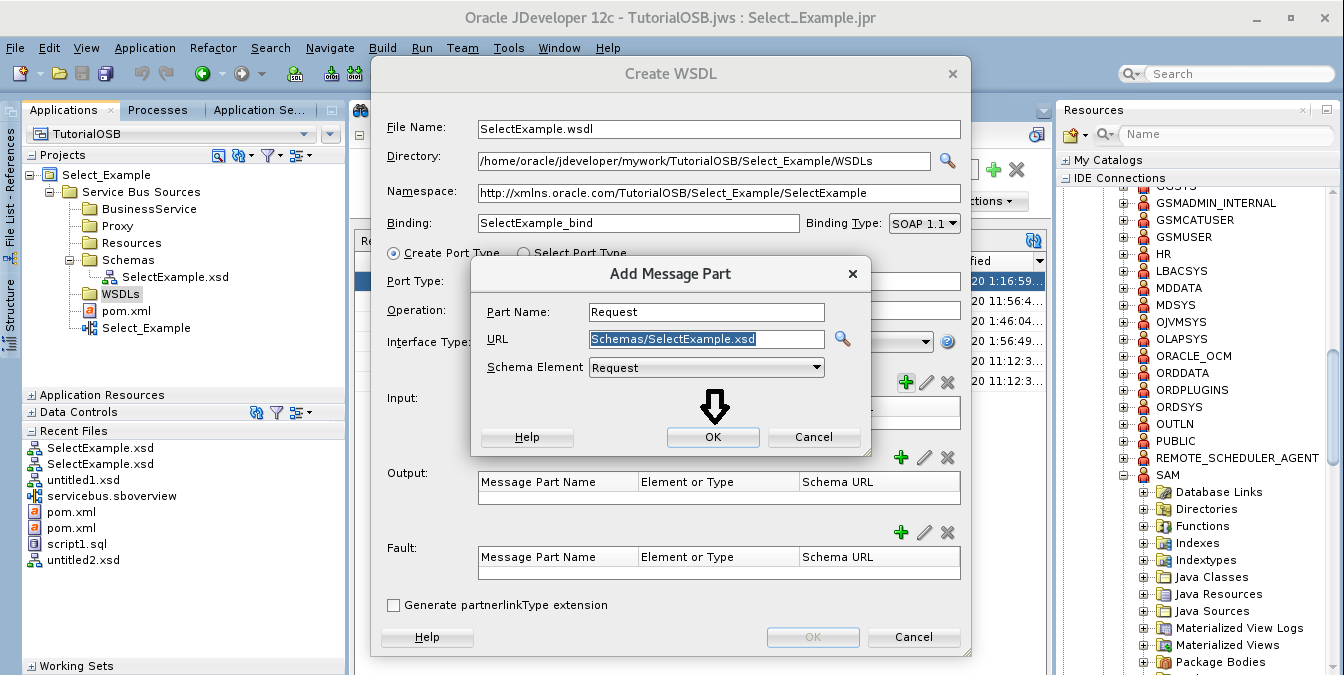 Oracle JDeveloper 12c - TutorialOSB.jws : Select_Example.jpr
File Edit View Application Refactor Search Navigate Build Run Team Tools Window Help
Search
Applications Processes Application Se...
TutorialOSB
Projects
Select_Example
Service Bus Sources
BusinessService
Proxy
Resources
Schemas
SelectExample.xsd
WSDLs
pom.xml
Select_Example
Application Resources
Data Controls
Recent Files
SelectExample.xsd
SelectExample.xsd
untitled1.xsd
servicebus.sboverview
pom.xml
pom.xml
script1.sql
untitled2.xsd
Working Sets
File List - References
Structure
Create WSDL
File Name: SelectExample.wsdl
Directory: /home/oracle/jdeveloper/mywork/TutorialOSB/Select_Example/WSDLs
Namespace: http://xmlns.oracle.com/TutorialOSB/Select_Example/SelectExample
Binding: SelectExample_bind Binding Type: SOAP 1.1
Create Port Type Select Port Type
Port Type:
Operation:
Interface Type:
Input:
Add Message Part
Part Name: Request
URL Schemas/SelectExample.xsd
Schema Element Request
Help OK Cancel
Output:
Message Part Name Element or Type Schema URL
Fault:
Message Part Name Element or Type Schema URL
Generate partnerlinkType extension
Help OK Cancel
Re
ctions
fied
20 1:16:59...
20 11:56:4...
20 1:46:04...
20 1:56:49...
20 11:12:3...
20 11:12:3...
Resources
Name
My Catalogs
IDE Connections
GGSYS
GSMADMIN_INTERNAL
GSMCATUSER
GSMUSER
HR
LBACSYS
MDDATA
MDSYS
OJVMSYS
OLAPSYS
ORACLE_OCM
ORDDATA
ORDPLUGINS
ORDSYS
OUTLN
PUBLIC
REMOTE_SCHEDULER_AGENT
SAM
Database Links
Directories
Functions
Indexes
Indextypes
Java Classes
Java Resources
Java Sources
Materialized View Logs
Materialized Views
Package Bodies